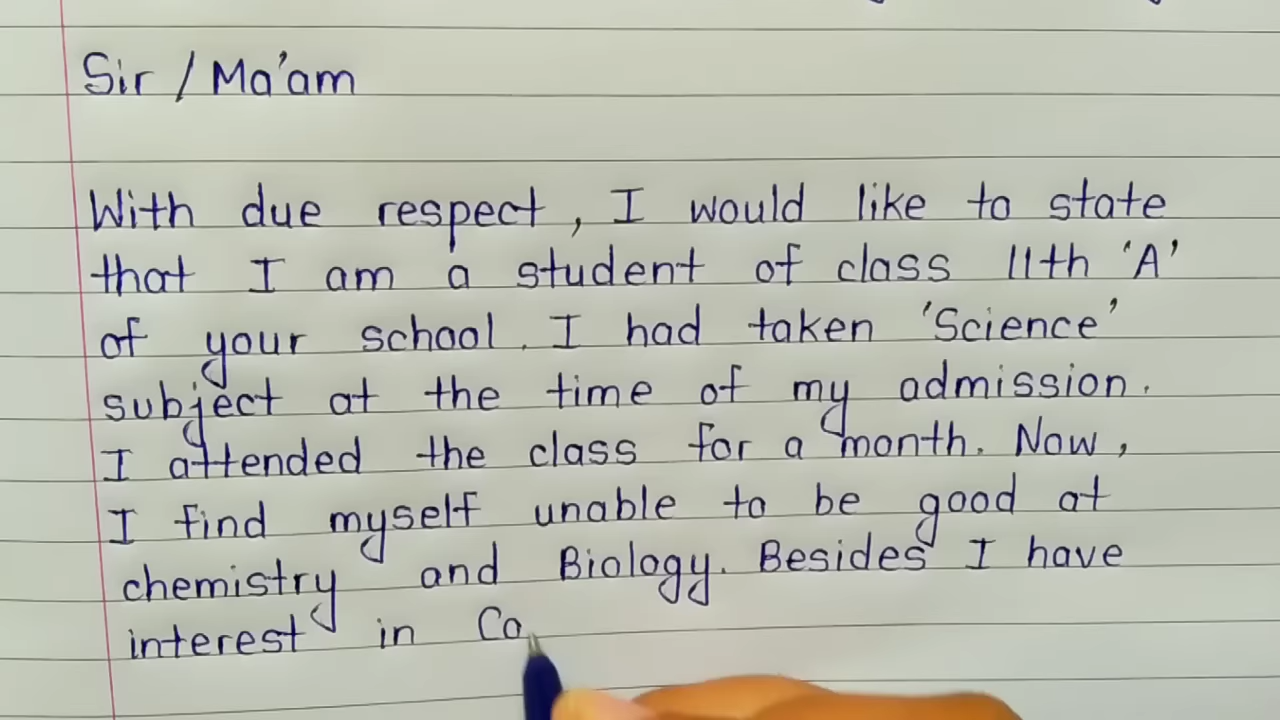 Sir / Ma'am
With due respect, I would like to state
that I am a student of class 11th 'A'
of your school. I had taken 'Science'
subject at the time of my admission.
I attended the class for a month. Now,
I find myself unable to be good at
chemistry and Biology. Besides I have
interest in Co